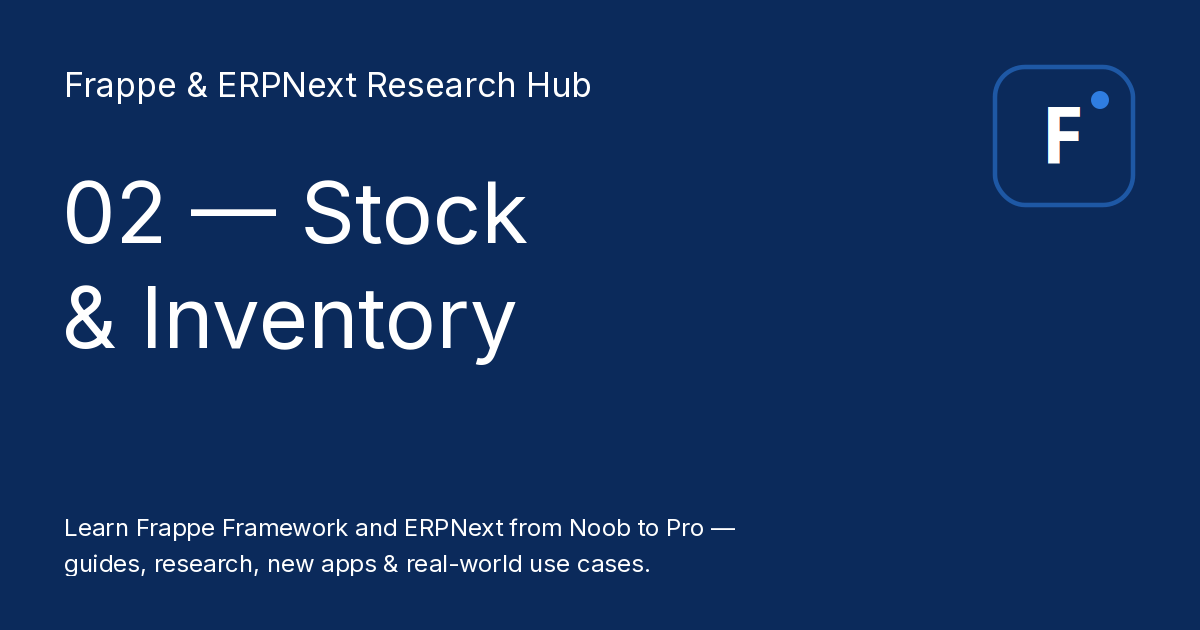 Frappe & ERPNext Research Hub
F
02 — Stock
& Inventory
Learn Frappe Framework and ERPNext from Noob to Pro —
guides, research, new apps & real-world use cases.